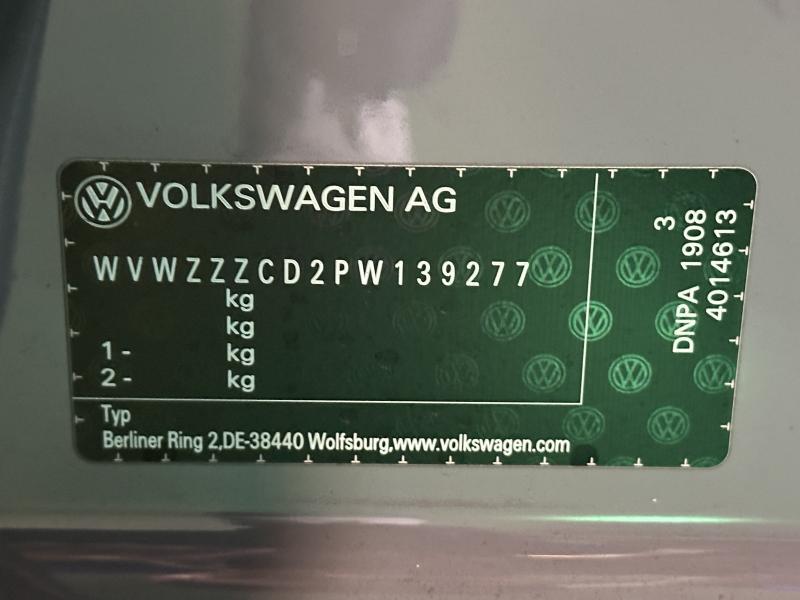 VOLKSWAGEN AG
WVWZZZCD2PW139277
kg
kg
1 - kg
2 - kg
Typ
Berliner Ring 2,DE-38440 Wolfsburg,www.volkswagen.com
3
DNPA 1908
4014613